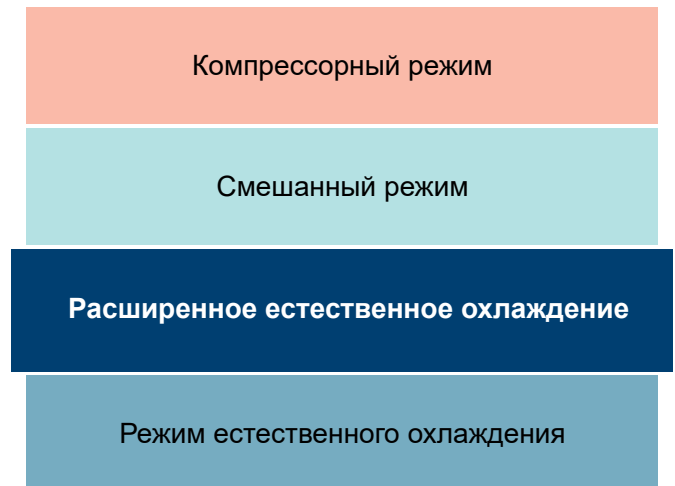 Компрессорный режим
Смешанный режим
Расширенное естественное охлаждение
Режим естественного охлаждения